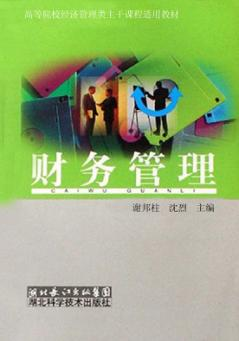 高等院校经济管理类主干课程适用教材
财务管理
CAIWU GUANLI
谢邦柱 沈烈 主编
湖北长江出版集团
湖北科学技术出版社